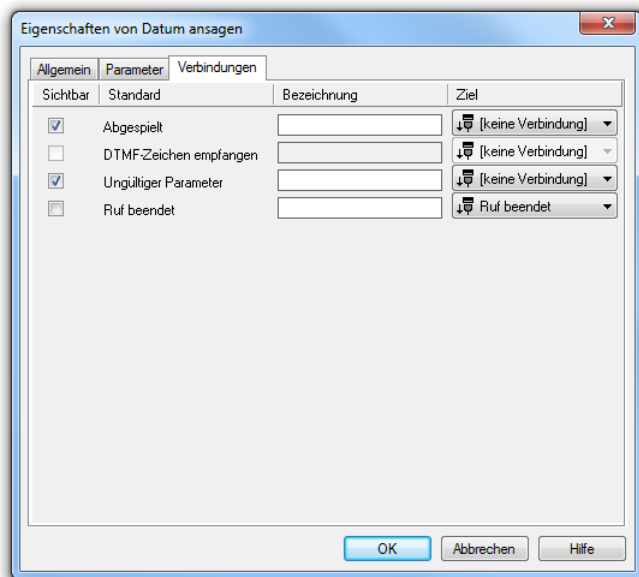 Eigenschaften von Datum ansagen
Allgemein Parameter Verbindungen
Sichtbar Standard Bezeichnung Ziel
Abgespielt [keine Verbindung]
DTMF-Zeichen empfangen [keine Verbindung]
Ungültiger Parameter [keine Verbindung]
Ruf beendet Ruf beendet
OK Abbrechen Hilfe